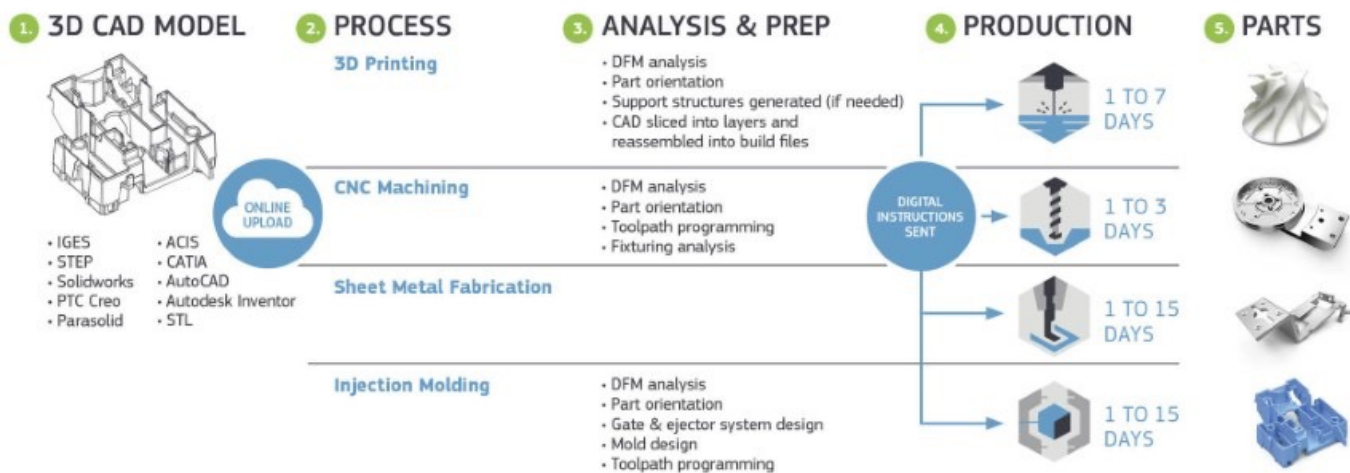 1. 3D CAD MODEL
IGES
STEP
Solidworks
PTC Creo
Parasolid
ACIS
CATIA
AutoCAD
Autodesk Inventor
STL
ONLINE
UPLOAD
2. PROCESS
3D Printing
CNC Machining
Sheet Metal Fabrication
Injection Molding
3. ANALYSIS & PREP
• DFM analysis
• Part orientation
• Support structures generated (if needed)
• CAD sliced into layers and
reassembled into build files
• DFM analysis
• Part orientation
• Toolpath programming
• Fixturing analysis
• DFM analysis
• Part orientation
• Gate & ejector system design
• Mold design
• Toolpath programming
DIGITAL
INSTRUCTIONS
SENT
4. PRODUCTION
1 TO 7
DAYS
1 TO 3
DAYS
1 TO 15
DAYS
1 TO 15
DAYS
5. PARTS